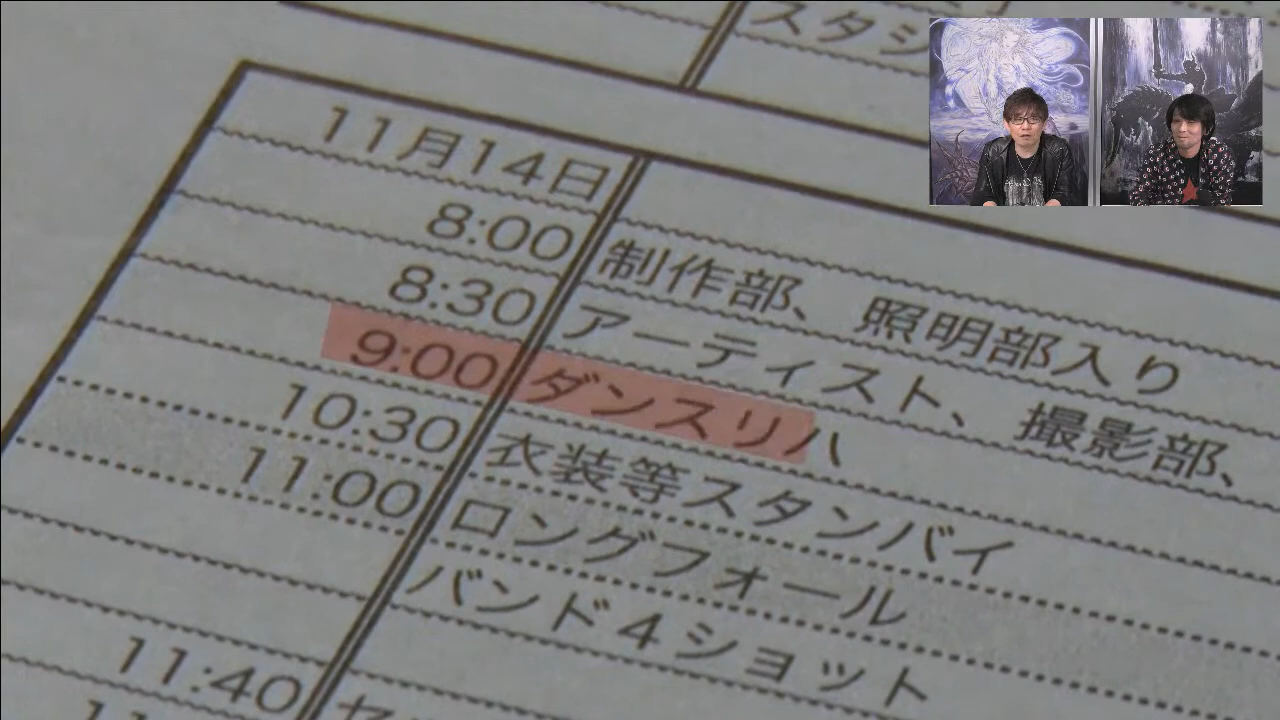 スタジ
11月14日
8:00 制作部、照明部入り
8:30 アーティスト、撮影部、
9:00 ダンスリハ
10:30 衣装等スタンバイ
11:00 ロングフォール
バンド4ショット
11:40